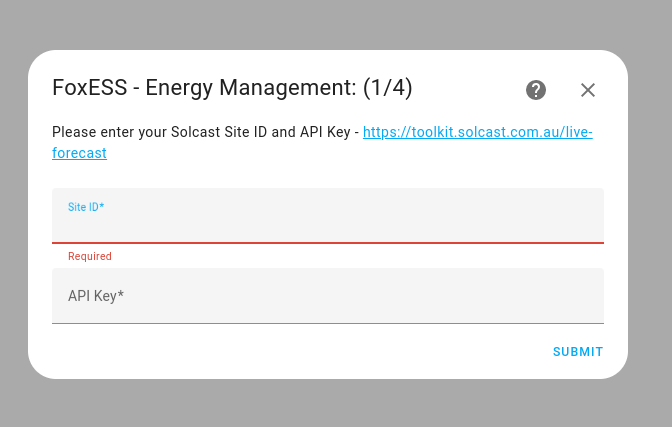 FoxESS - Energy Management: (1/4)
Please enter your Solcast Site ID and API Key - https://toolkit.solcast.com.au/live-
forecast
Site ID*
Required
API Key*
SUBMIT